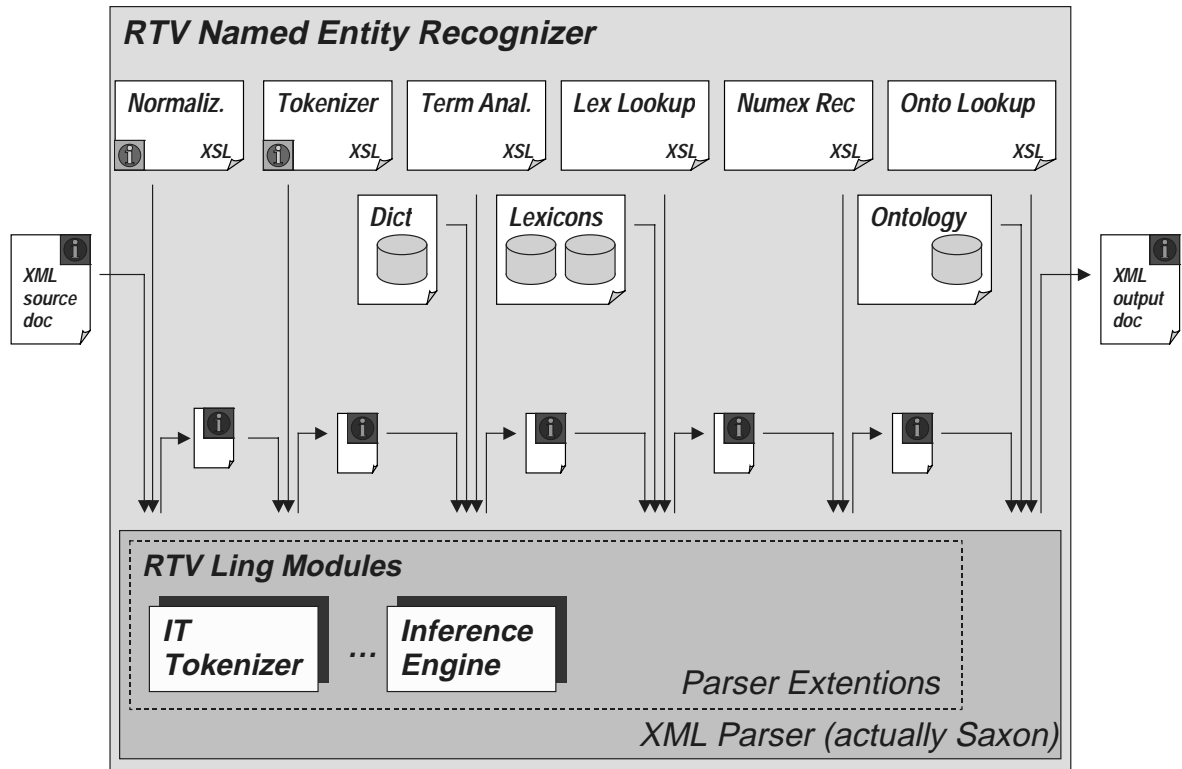 RTV Named Entity Recognizer
Normaliz.
XSL
Tokenizer
XSL
Term Anal.
XSL
Lex Lookup
XSL
Numex Rec
XSL
Onto Lookup
XSL
Dict
Lexicons
Ontology
XML
source
doc
XML
output
doc
RTV Ling Modules
IT
Tokenizer
...
Inference
Engine
Parser Extentions
XML Parser (actually Saxon)